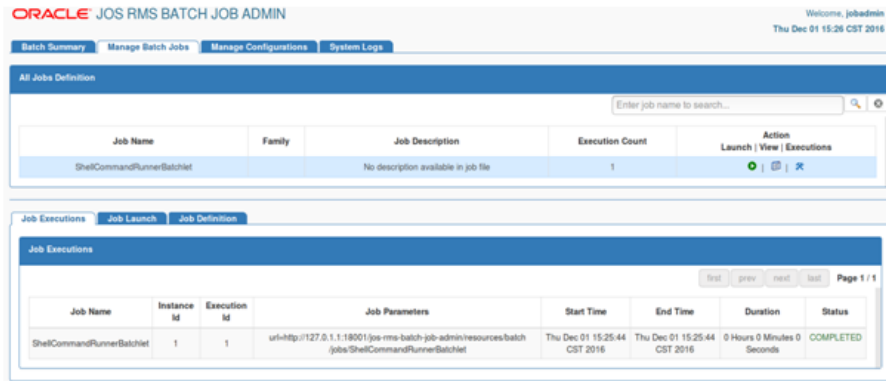 ORACLE® JOS RMS BATCH JOB ADMIN
Welcome, jobadmin
Thu Dec 01 15:26 CST 2016
Batch Summary Manage Batch Jobs Manage Configurations System Logs
All Jobs Definition
Enter job name to search...
Job Name Family Job Description Execution Count Action
Launch | View | Executions
ShellCommandRunnerBatchlet No description available in job file 1 | |
Job Executions Job Launch Job Definition
Job Executions
first prev next last Page 1 / 1
Job Name Instance Id Execution Id Job Parameters Start Time End Time Duration Status
ShellCommandRunnerBatchlet 1 1 url=http://127.0.1.1:18001/jos-rms-batch-job-admin/resources/batch Thu Dec 01 15:25:44 Thu Dec 01 15:25:44 0 Hours 0 Minutes 0 COMPLETED
/jobs/ShellCommandRunnerBatchlet CST 2016 CST 2016 Seconds